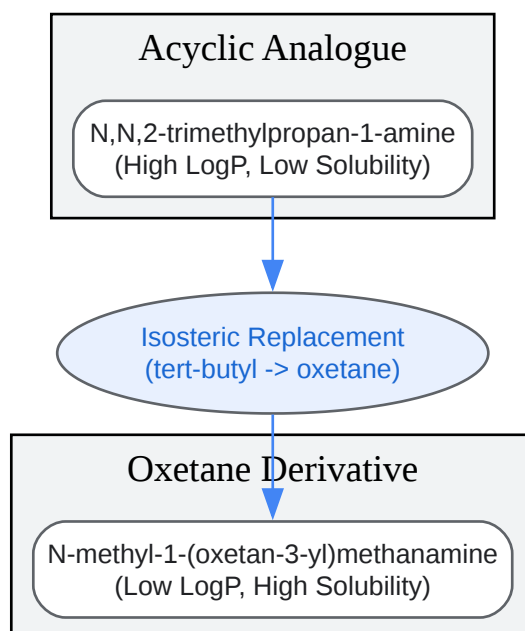 Acyclic Analogue
N,N,2-trimethylpropan-1-amine
(High LogP, Low Solubility)
Isosteric Replacement
(tert-butyl -> oxetane)
Oxetane Derivative
N-methyl-1-(oxetan-3-yl)methanamine
(Low LogP, High Solubility)